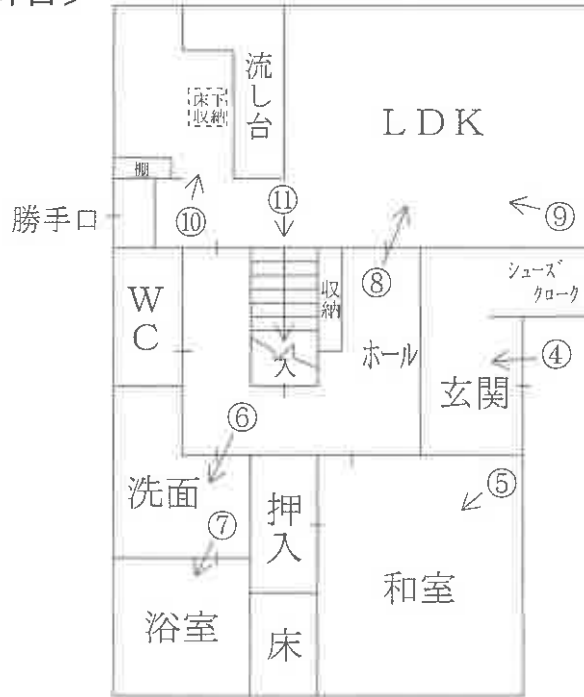 流し台
床下
収納
LDK
棚
勝手口
⑩
⑪
⑧
⑨
シューズ
クローク
WC
収納
入
ホール
④
玄関
⑥
⑤
洗面
⑦
押入
和室
浴室
床